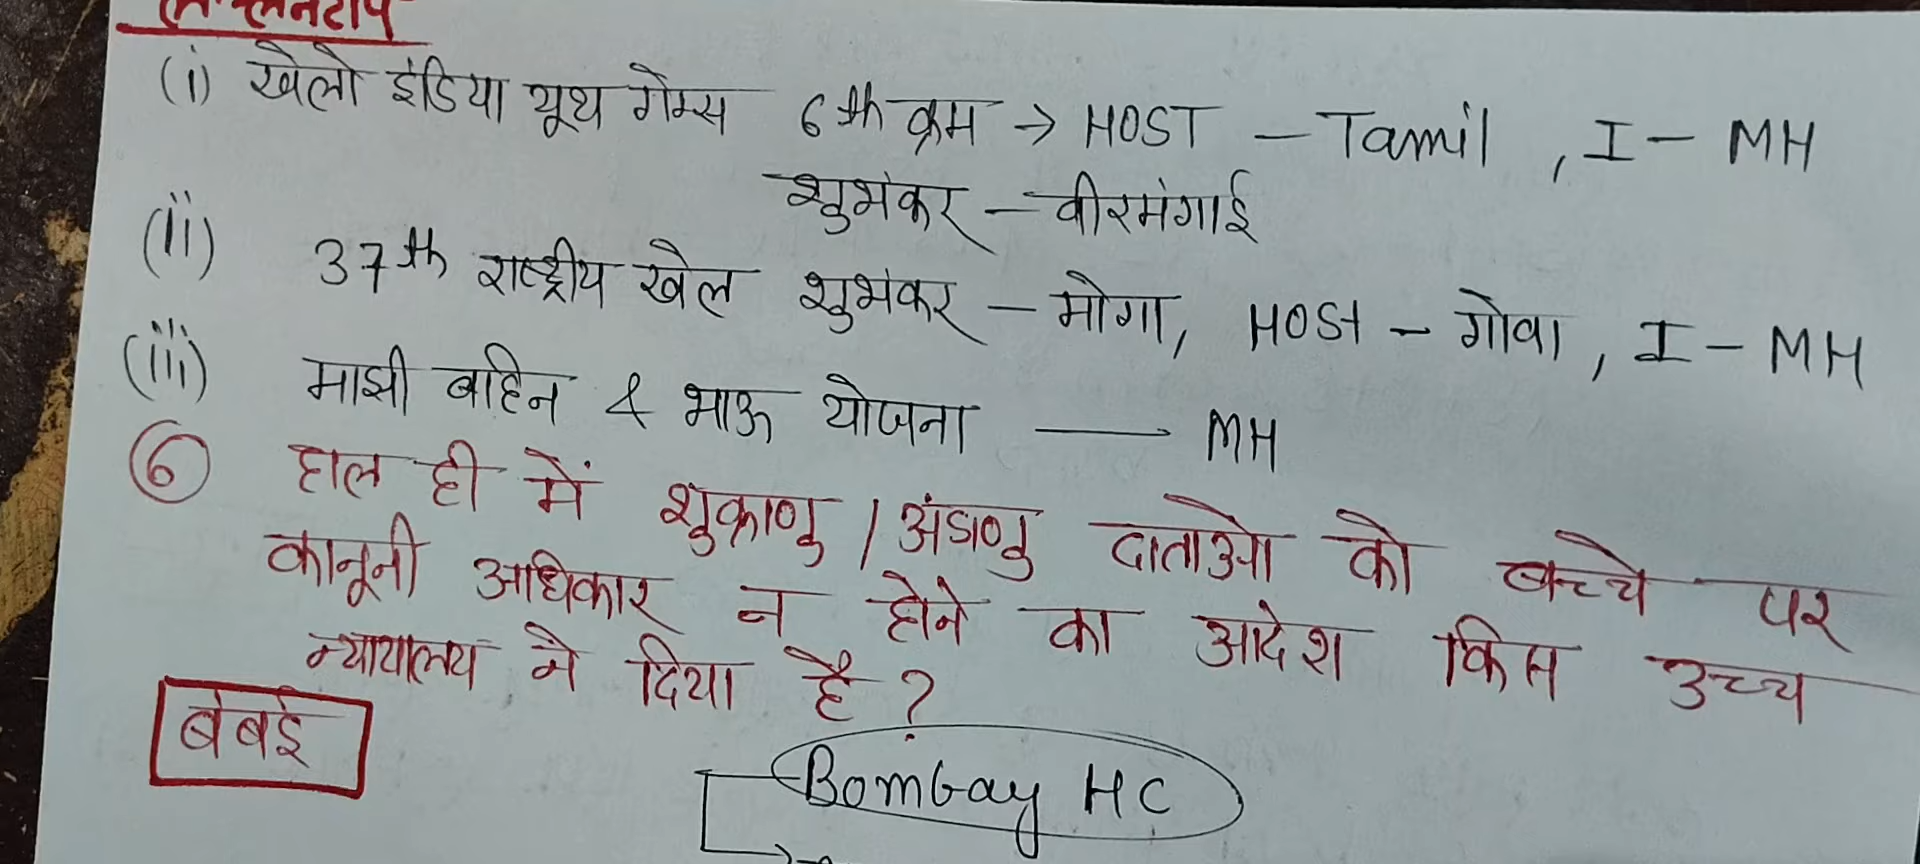 (i) खेलो इंडिया यूथ गेम्स 6th क्रम → HOST - Tamil , I - MH
शुभंकर - वीरमंगाई
(ii) 37th राष्ट्रीय खेल शुभंकर - मोगा, HOST - गोवा, I - MH
(iii) माझी बहिन & भाऊ योजना — MH
6 हाल ही में शुक्राणु / अंडाणु दाताओ को बच्चे पर
कानूनी अधिकार न होने का आदेश किस उच्च
न्यायालय ने दिया है ?
बंबई
Bombay HC